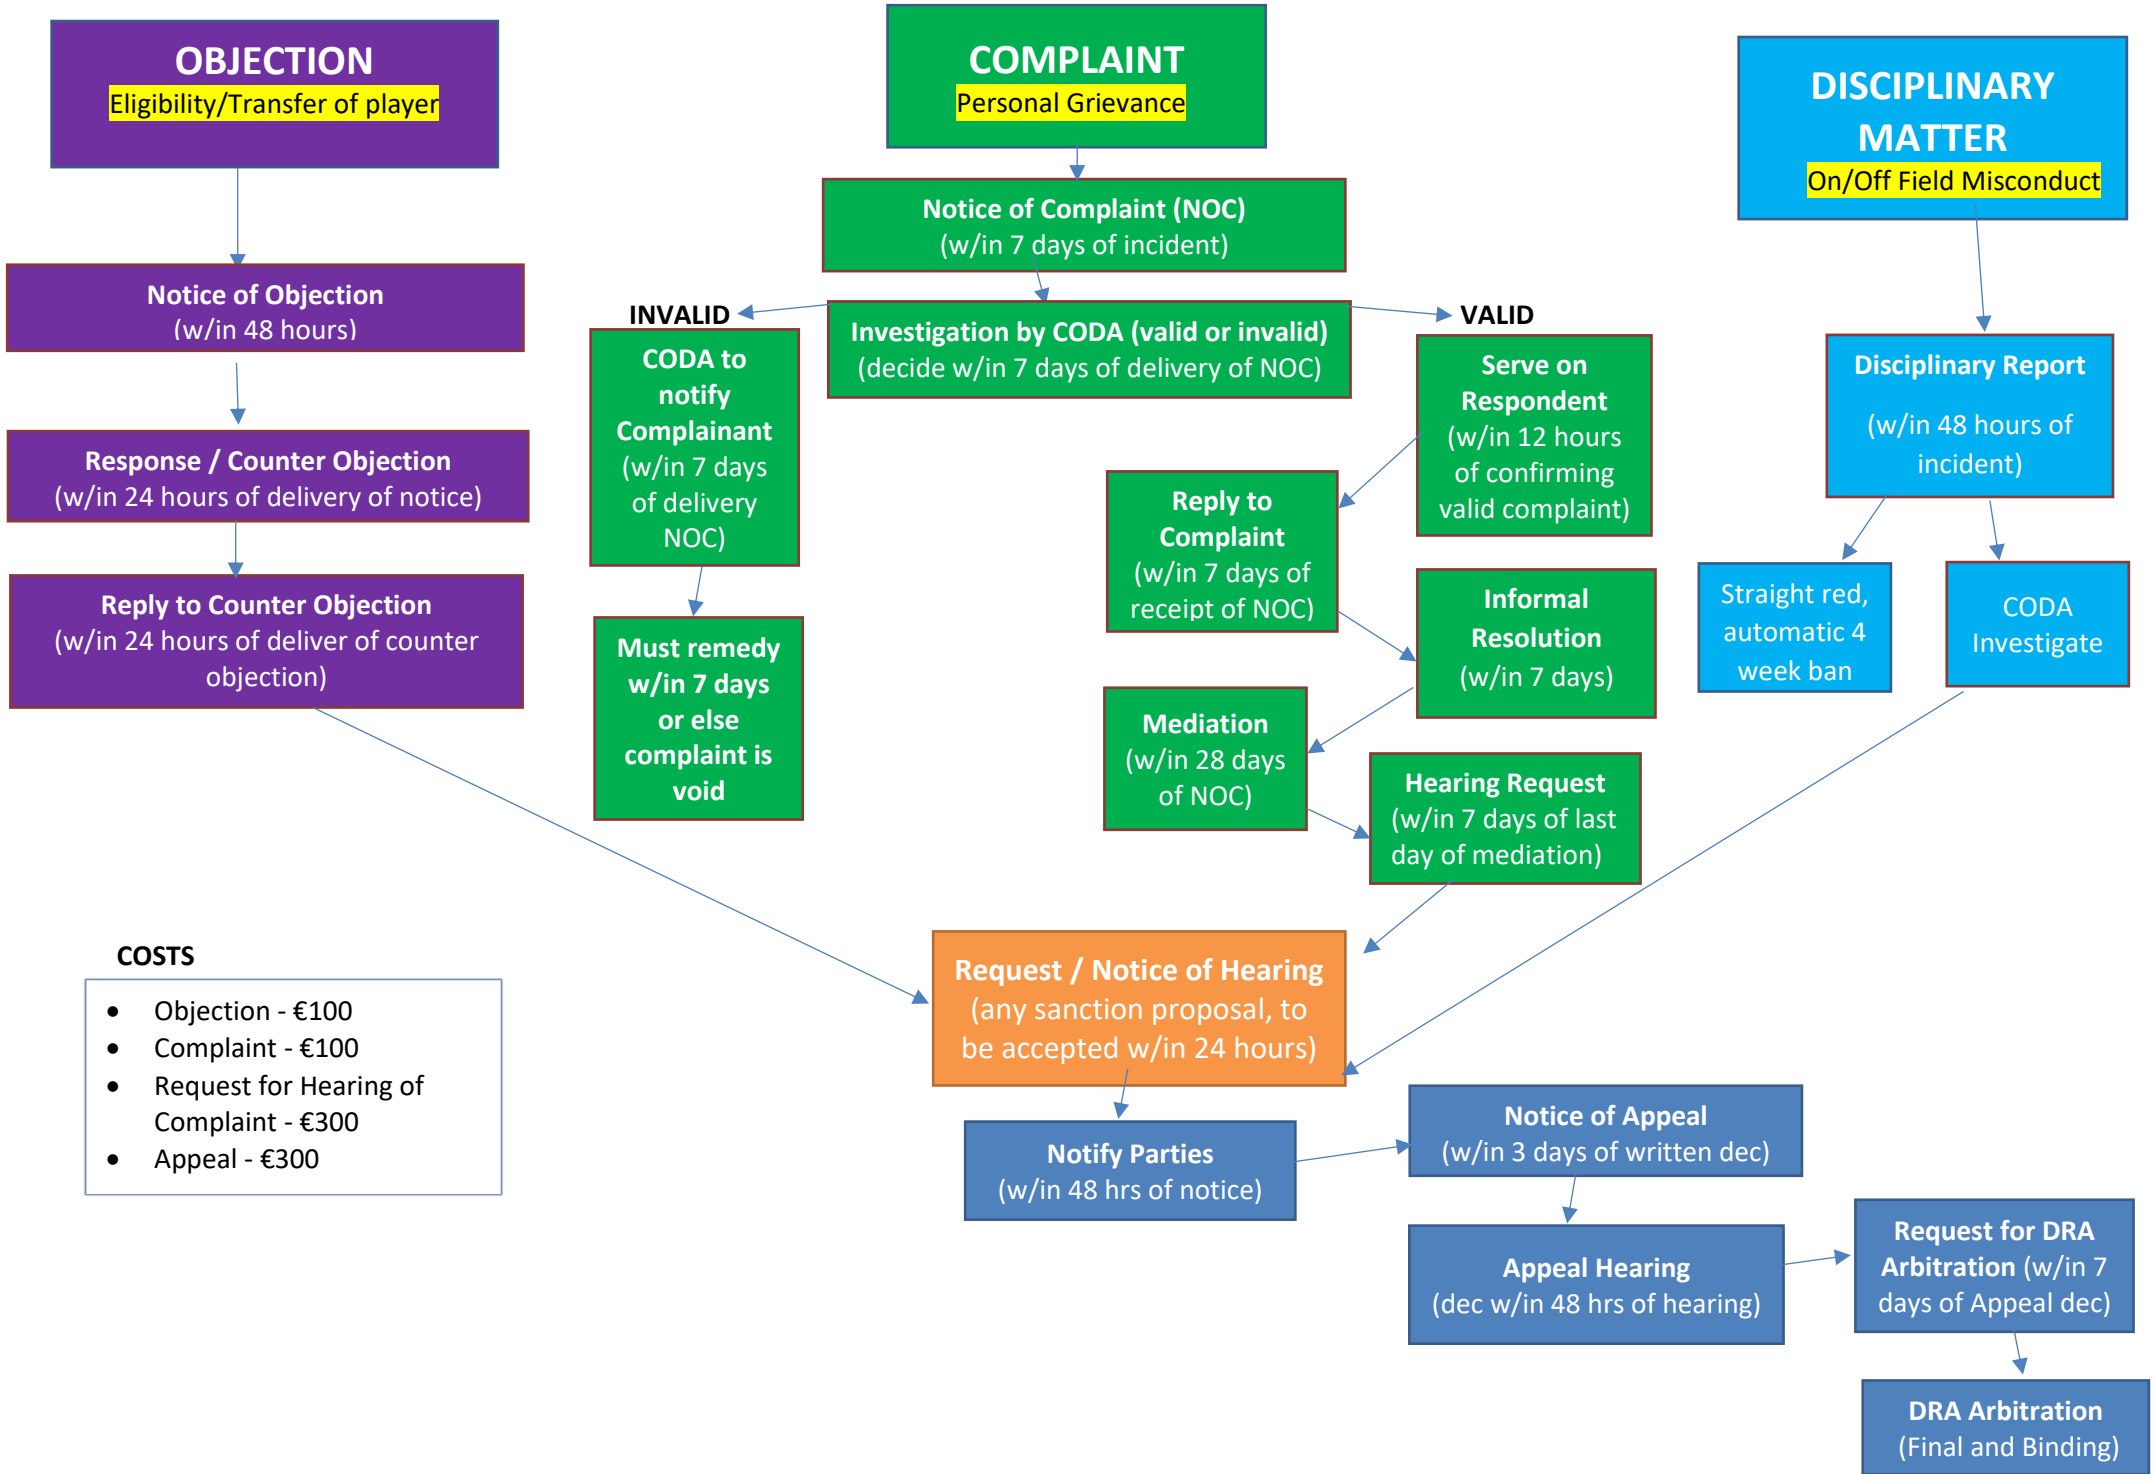 OBJECTION
Eligibility/Transfer of player
Notice of Objection
(w/in 48 hours)
Response / Counter Objection
(w/in 24 hours of delivery of notice)
Reply to Counter Objection
(w/in 24 hours of deliver of counter
objection)
COMPLAINT
Personal Grievance
Notice of Complaint (NOC)
(w/in 7 days of incident)
Investigation by CODA (valid or invalid)
(decide w/in 7 days of delivery of NOC)
INVALID
CODA to
notify
Complainant
(w/in 7 days
of delivery
NOC)
Must remedy
w/in 7 days
or else
complaint is
void
VALID
Serve on
Respondent
(w/in 12 hours
of confirming
valid complaint)
Reply to
Complaint
(w/in 7 days of
receipt of NOC)
Informal
Resolution
(w/in 7 days)
Mediation
(w/in 28 days
of NOC)
Hearing Request
(w/in 7 days of last
day of mediation)
DISCIPLINARY
MATTER
On/Off Field Misconduct
Disciplinary Report
(w/in 48 hours of
incident)
Straight red,
automatic 4
week ban
CODA
Investigate
Request / Notice of Hearing
(any sanction proposal, to
be accepted w/in 24 hours)
Notify Parties
(w/in 48 hrs of notice)
Notice of Appeal
(w/in 3 days of written dec)
Appeal Hearing
(dec w/in 48 hrs of hearing)
Request for DRA
Arbitration (w/in 7
days of Appeal dec)
DRA Arbitration
(Final and Binding)
COSTS
• Objection - €100
• Complaint - €100
• Request for Hearing of
Complaint - €300
• Appeal - €300